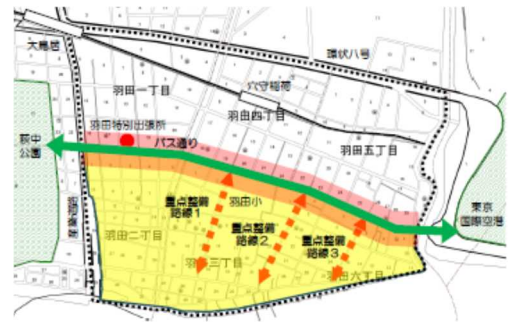 大鳥居
環状八号
羽田一丁目
穴守稲荷
羽田四丁目
羽田特別出張所
バス通り
羽田五丁目
萩中
公園
重点整備
路線1
羽田小
東京
国際空港
産業道路
羽田二丁目
重点整備
路線2
重点整備
路線3
羽田三丁目
羽田六丁目